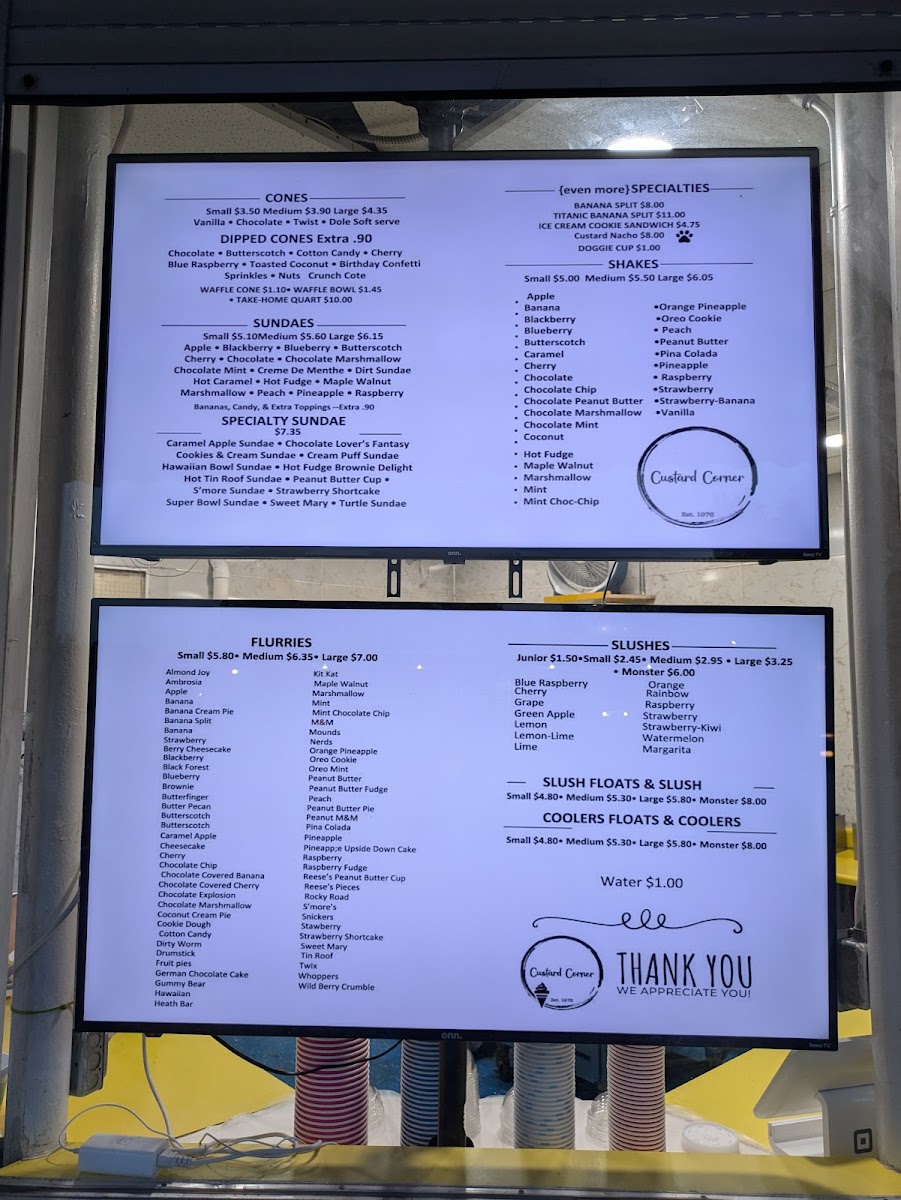 CONES
Small $3.50 Medium $3.90 Large $4.35
Vanilla • Chocolate • Twist • Dole Soft serve
DIPPED CONES Extra .90
Chocolate • Butterscotch • Cotton Candy • Cherry
Blue Raspberry • Toasted Coconut • Birthday Confetti
Sprinkles • Nuts Crunch Cote
WAFFLE CONE $1.10• WAFFLE BOWL $1.45
• TAKE-HOME QUART $10.00
SUNDAES
Small $5.10Medium $5.60 Large $6.15
Apple • Blackberry • Blueberry • Butterscotch
Cherry • Chocolate • Chocolate Marshmallow
Chocolate Mint • Creme De Menthe • Dirt Sundae
Hot Caramel • Hot Fudge • Maple Walnut
Marshmallow • Peach • Pineapple • Raspberry
Bananas, Candy, & Extra Toppings --Extra .90
SPECIALTY SUNDAE
$7.35
Caramel Apple Sundae • Chocolate Lover's Fantasy
Cookies & Cream Sundae • Cream Puff Sundae
Hawaiian Bowl Sundae • Hot Fudge Brownie Delight
Hot Tin Roof Sundae • Peanut Butter Cup •
S'more Sundae • Strawberry Shortcake
Super Bowl Sundae • Sweet Mary • Turtle Sundae
{even more}SPECIALTIES
BANANA SPLIT $8.00
TITANIC BANANA SPLIT $11.00
ICE CREAM COOKIE SANDWICH $4.75
Custard Nacho $8.00
DOGGIE CUP $1.00
SHAKES
Small $5.00 Medium $5.50 Large $6.05
• Apple
• Banana
• Blackberry
• Blueberry
• Butterscotch
• Caramel
• Cherry
• Chocolate
• Chocolate Chip
• Chocolate Peanut Butter
• Chocolate Marshmallow
• Chocolate Mint
• Coconut
• Hot Fudge
• Maple Walnut
• Marshmallow
• Mint
• Mint Choc-Chip
•Orange Pineapple
•Oreo Cookie
• Peach
•Peanut Butter
•Pina Colada
•Pineapple
• Raspberry
•Strawberry
•Strawberry-Banana
•Vanilla
Custard Corner
Est. 1976
onn.
Roku TV
FLURRIES
Small $5.80• Medium $6.35• Large $7.00
Almond Joy
Ambrosia
Apple
Banana
Banana Cream Pie
Banana Split
Banana
Strawberry
Berry Cheesecake
Blackberry
Black Forest
Blueberry
Brownie
Butterfinger
Butter Pecan
Butterscotch
Butterscotch
Caramel Apple
Cheesecake
Cherry
Chocolate Chip
Chocolate Covered Banana
Chocolate Covered Cherry
Chocolate Explosion
Chocolate Marshmallow
Coconut Cream Pie
Cookie Dough
Cotton Candy
Dirty Worm
Drumstick
Fruit pies
German Chocolate Cake
Gummy Bear
Hawaiian
Heath Bar
Kit Kat
Maple Walnut
Marshmallow
Mint
Mint Chocolate Chip
M&M
Mounds
Nerds
Orange Pineapple
Oreo Cookie
Oreo Mint
Peanut Butter
Peanut Butter Fudge
Peach
Peanut Butter Pie
Peanut M&M
Pina Colada
Pineapple
Pineapp;e Upside Down Cake
Raspberry
Raspberry Fudge
Reese's Peanut Butter Cup
Reese's Pieces
Rocky Road
S'more's
Snickers
Stawberry
Strawberry Shortcake
Sweet Mary
Tin Roof
Twix
Whoppers
Wild Berry Crumble
SLUSHES
Junior $1.50•Small $2.45• Medium $2.95 • Large $3.25
• Monster $6.00
Blue Raspberry
Cherry
Grape
Green Apple
Lemon
Lemon-Lime
Lime
Orange
Rainbow
Raspberry
Strawberry
Strawberry-Kiwi
Watermelon
Margarita
SLUSH FLOATS & SLUSH
Small $4.80• Medium $5.30• Large $5.80• Monster $8.00
COOLERS FLOATS & COOLERS
Small $4.80• Medium $5.30• Large $5.80• Monster $8.00
Water $1.00
Custard Corner
Est. 1976
THANK YOU
WE APPRECIATE YOU!
onn.
Roku TV